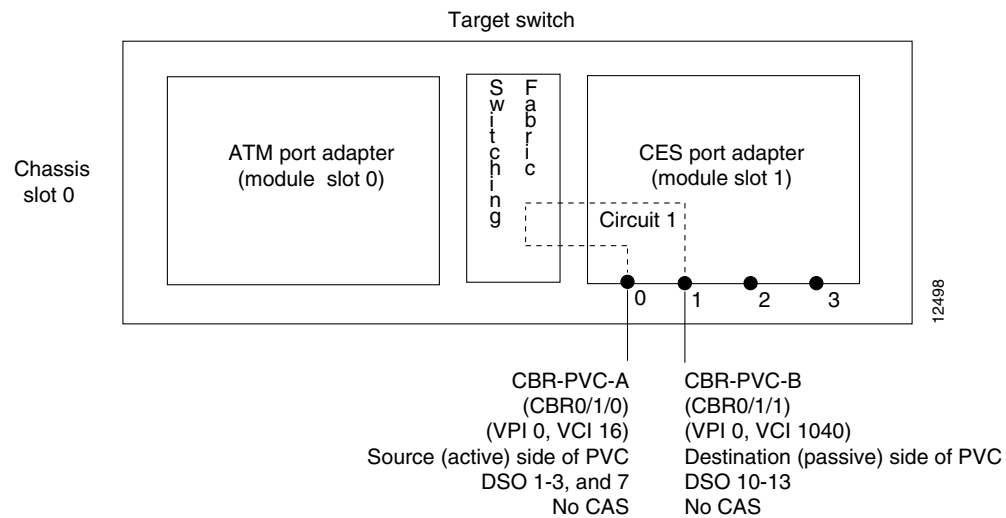 Target switch
Chassis
slot 0
ATM port adapter
(module slot 0)
Switching
Fabric
CES port adapter
(module slot 1)
Circuit 1
0
1
2
3
12498
CBR-PVC-A
(CBR0/1/0)
(VPI 0, VCI 16)
Source (active) side of PVC
DSO 1-3, and 7
No CAS
CBR-PVC-B
(CBR0/1/1)
(VPI 0, VCI 1040)
Destination (passive) side of PVC
DSO 10-13
No CAS